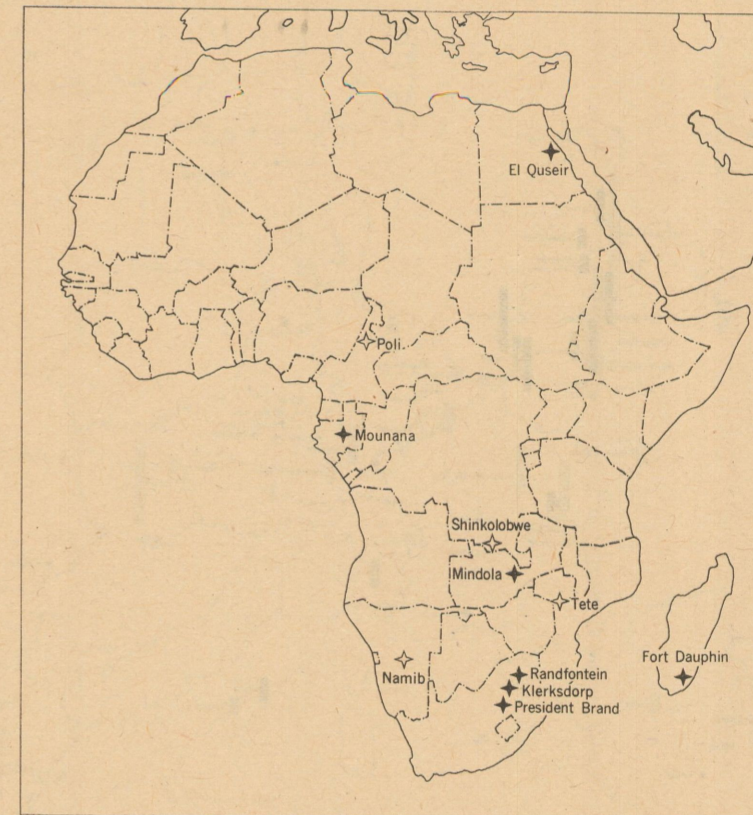 El Quseir
Poli.
Mounana
Shinkolobwe
Mindola
Tete
Namib
Fort Dauphin
Randfontein
Klerksdorp
President Brand